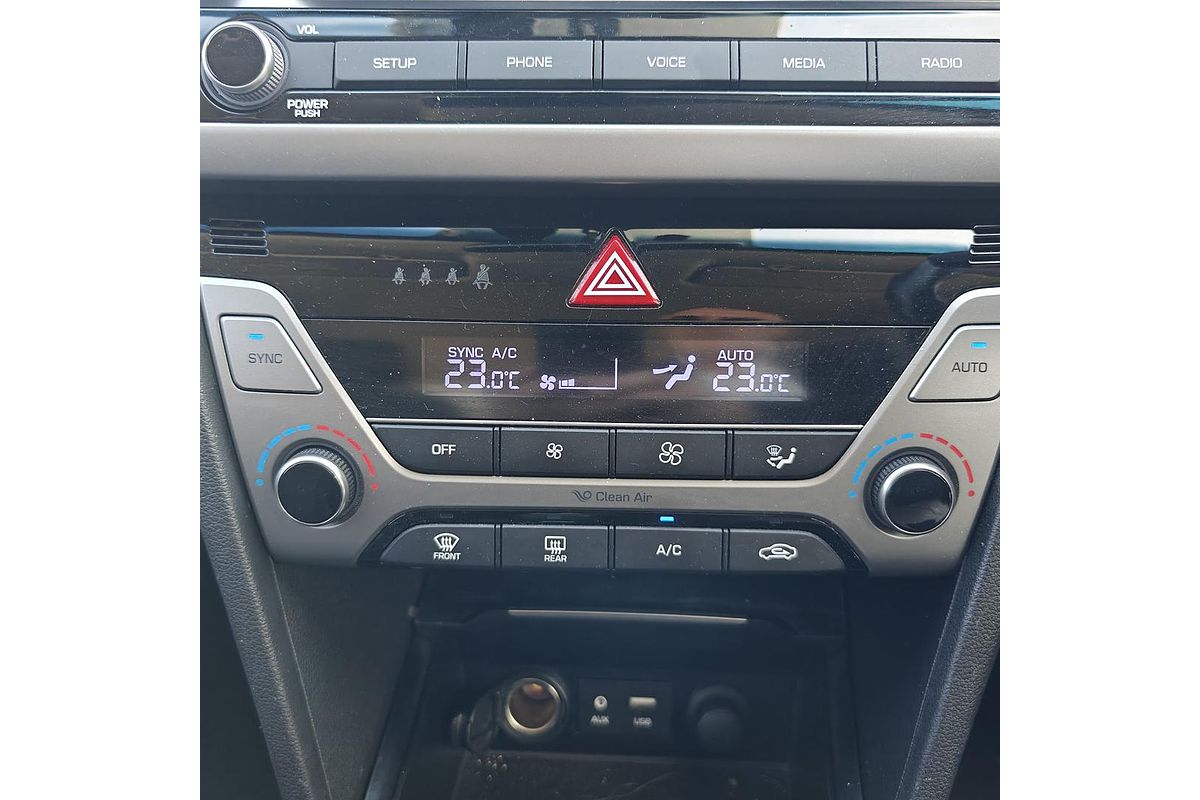 VOL
SETUP PHONE VOICE MEDIA RADIO
POWER
PUSH
SYNC A/C AUTO
23.0°C 23.0°C
SYNC AUTO
OFF
Clean Air
FRONT REAR A/C
AUX USB